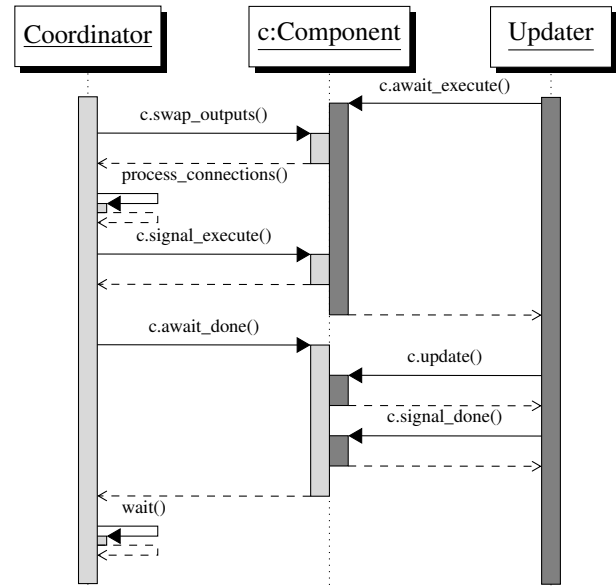 Coordinator
c:Component
Updater
c.await_execute()
c.swap_outputs()
process_connections()
c.signal_execute()
c.await_done()
c.update()
c.signal_done()
wait()